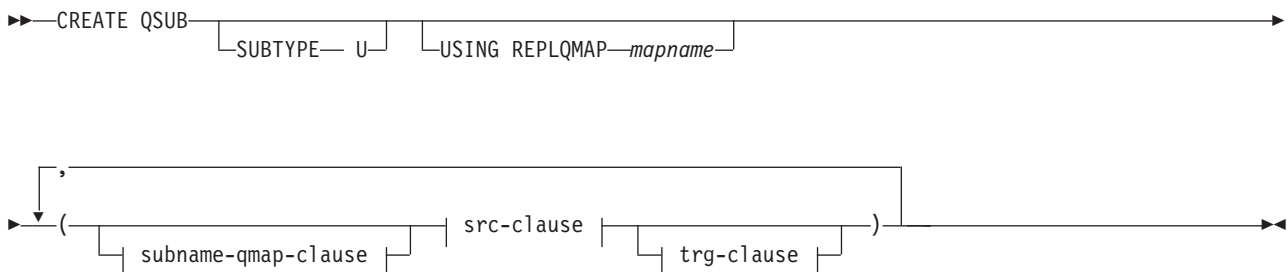 CREATE QSUB
SUBTYPE U
USING REPLQMAP mapname
,
( src-clause )
subname-qmap-clause
trg-clause